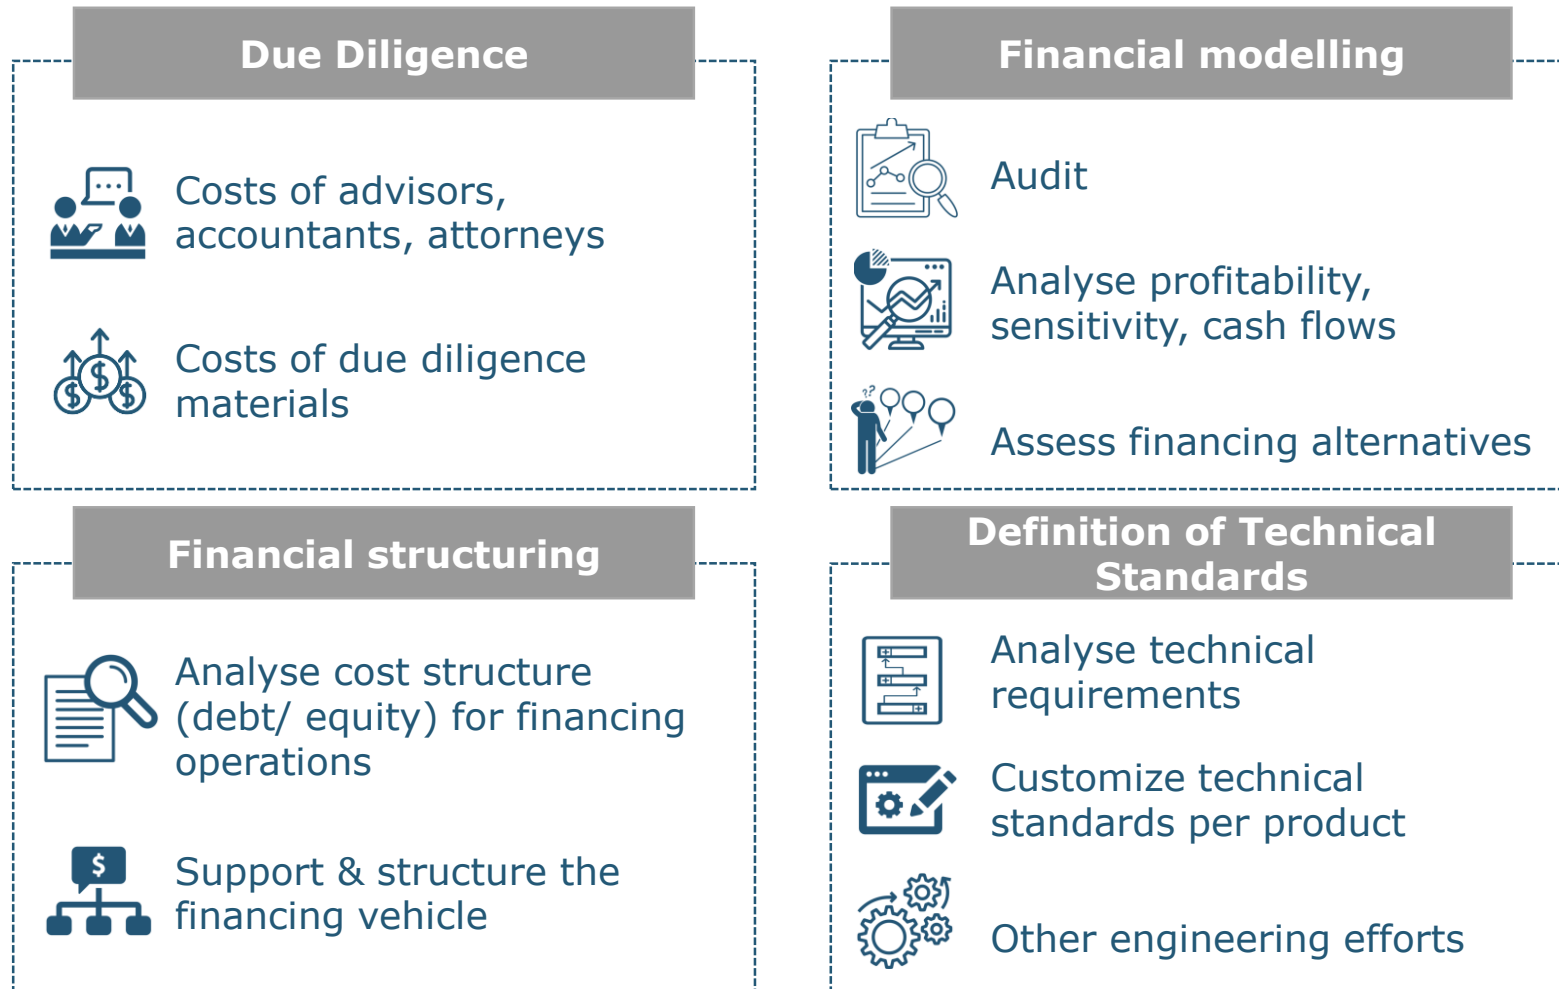 Due Diligence
Costs of advisors,
accountants, attorneys
$ $ $
Costs of due diligence
materials
Financial modelling
Audit
Analyse profitability,
sensitivity, cash flows
??
Assess financing alternatives
Financial structuring
Analyse cost structure
(debt/ equity) for financing
operations
$
Support & structure the
financing vehicle
Definition of Technical
Standards
Analyse technical
requirements
Customize technical
standards per product
Other engineering efforts